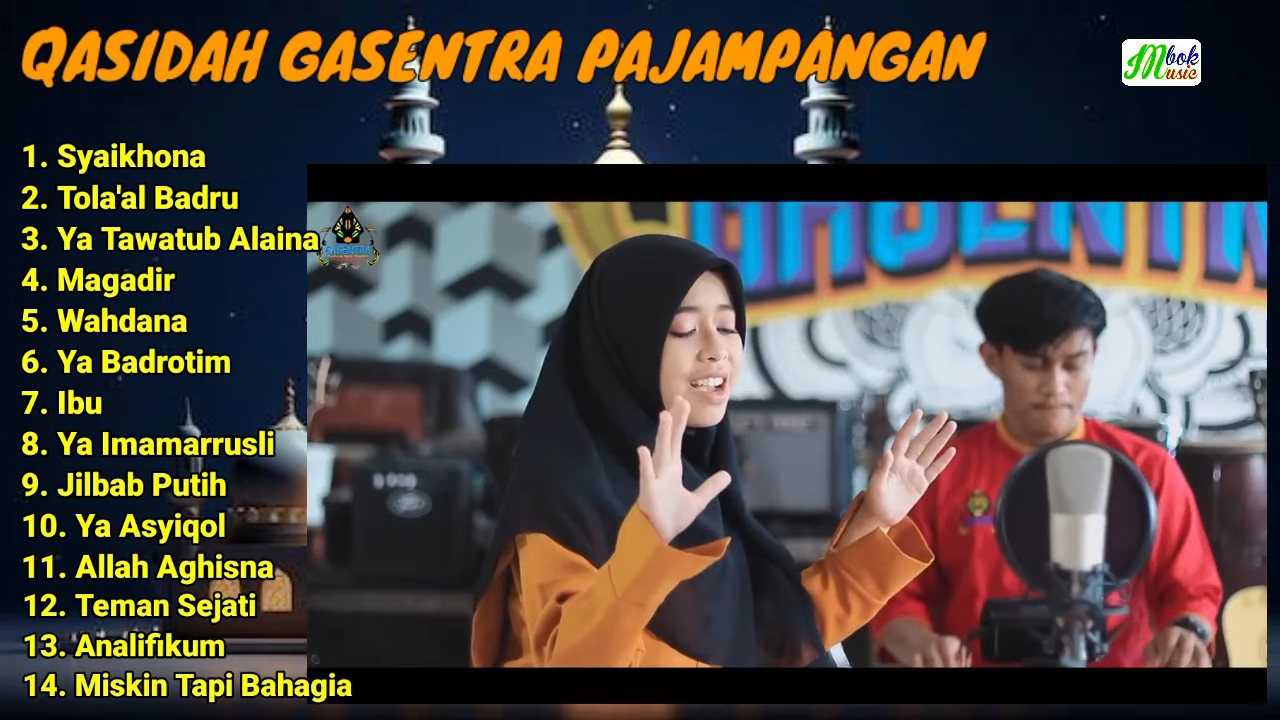 QASIDAH GASENTRA PAJAMPANGAN
Mbok
Music
1. Syaikhona
2. Tola'al Badru
3. Ya Tawatub Alaina
4. Magadir
5. Wahdana
6. Ya Badrotim
7. Ibu
8. Ya Imamarrusli
9. Jilbab Putih
10. Ya Asyiqol
11. Allah Aghisna
12. Teman Sejati
13. Analifikum
14. Miskin Tapi Bahagia
GASENTRA